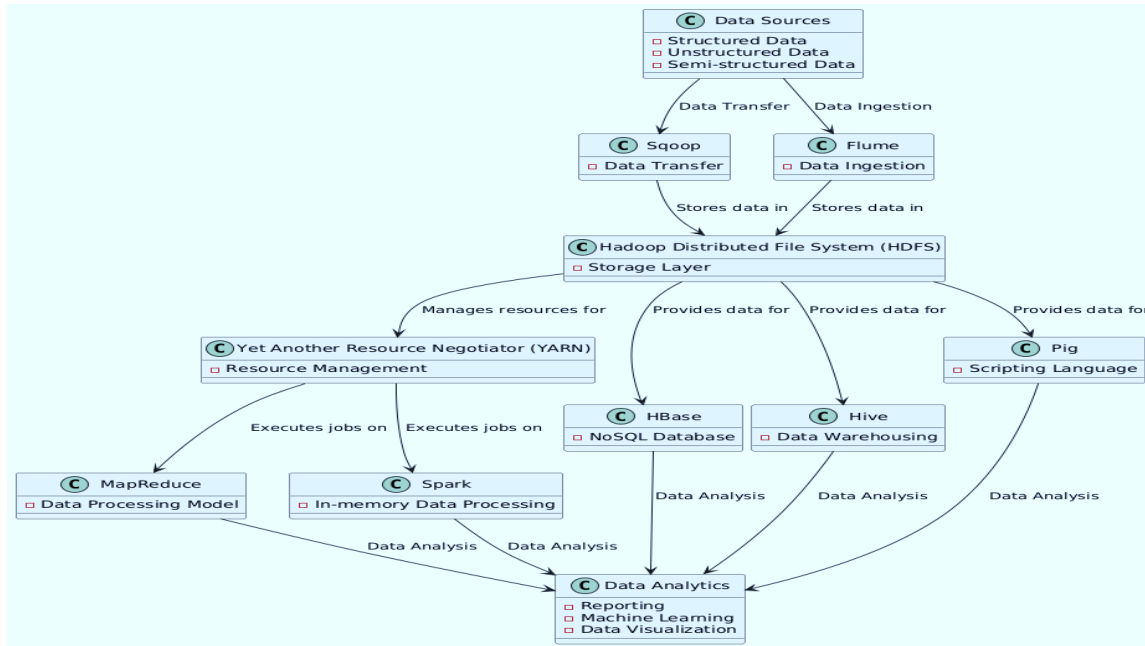 C Data Sources
Structured Data
Unstructured Data
Semi-structured Data
Data Transfer
Data Ingestion
C Sqoop
Data Transfer
C Flume
Data Ingestion
Stores data in
Stores data in
C Hadoop Distributed File System (HDFS)
Storage Layer
Manages resources for
Provides data for
Provides data for
Provides data for
C Yet Another Resource Negotiator (YARN)
Resource Management
C Pig
Scripting Language
Executes jobs on
Executes jobs on
C HBase
NoSQL Database
C Hive
Data Warehousing
C MapReduce
Data Processing Model
C Spark
In-memory Data Processing
Data Analysis
Data Analysis
Data Analysis
Data Analysis
Data Analysis
C Data Analytics
Reporting
Machine Learning
Data Visualization